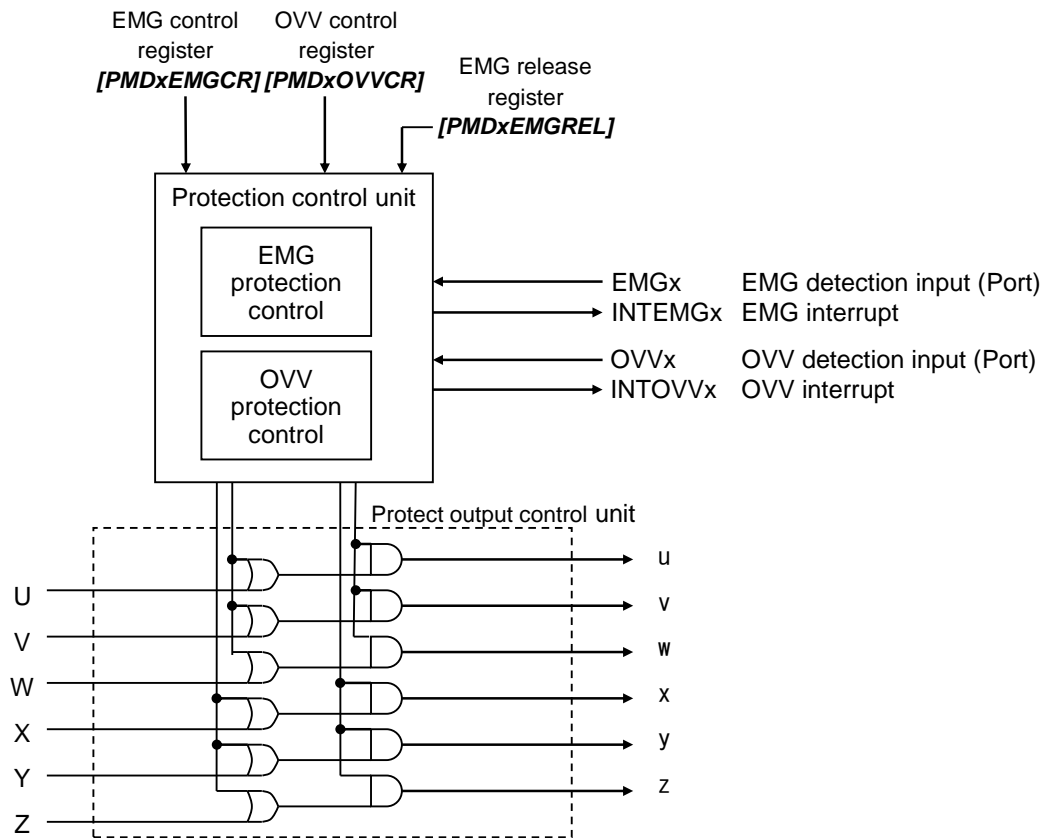 EMG control
register
[PMDxEMGCR]
OVV control
register
[PMDxOVVCR]
EMG release
register
[PMDxEMGREL]
Protection control unit
EMG
protection
control
OVV
protection
control
EMGx EMG detection input (Port)
INTEMGx EMG interrupt
OVVx OVV detection input (Port)
INTOVVx OVV interrupt
Protect output control unit
U
V
W
X
Y
Z
u
v
w
x
y
z